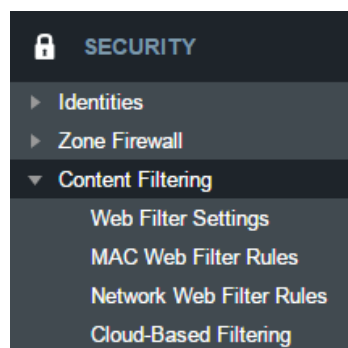 SECURITY
Identities
Zone Firewall
Content Filtering
Web Filter Settings
MAC Web Filter Rules
Network Web Filter Rules
Cloud-Based Filtering